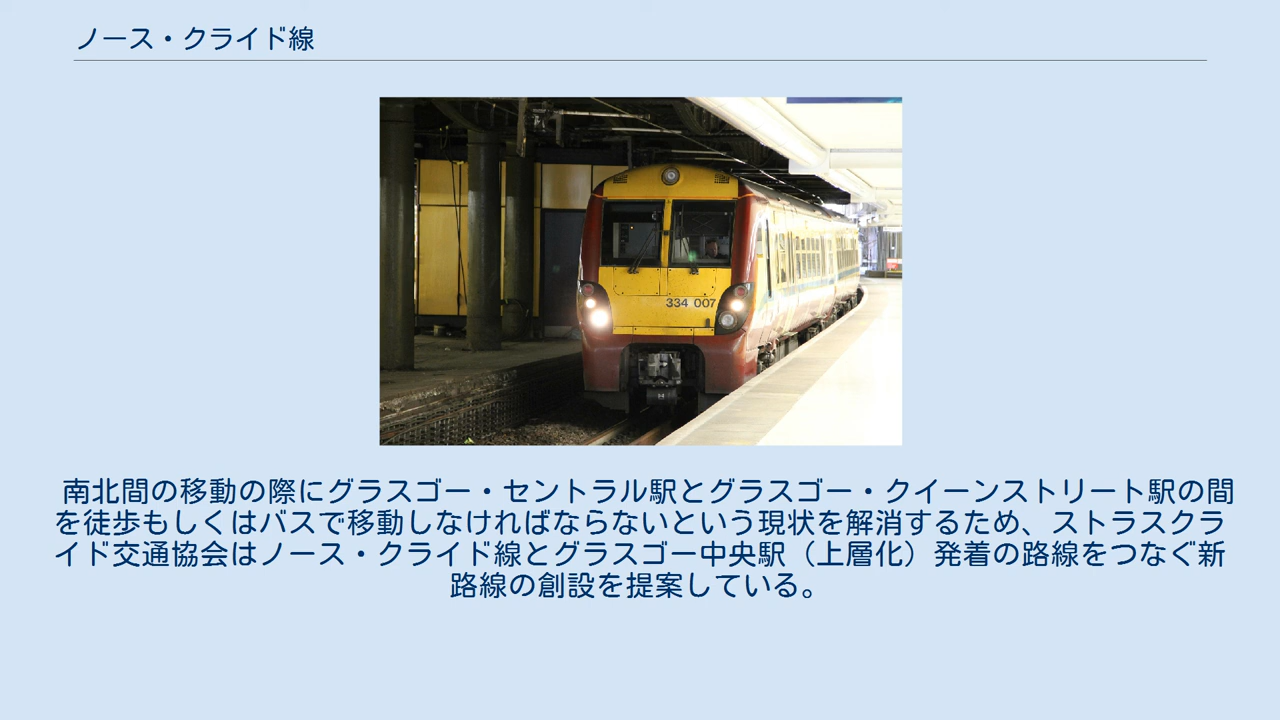 ノース・クライド線
334 007
南北間の移動の際にグラスゴー・セントラル駅とグラスゴー・クイーンストリート駅の間
を徒歩もしくはバスで移動しなければならないという現状を解消するため、ストラスクラ
イド交通協会はノース・クライド線とグラスゴー中央駅（上層化）発着の路線をつなぐ新
路線の創設を提案している。